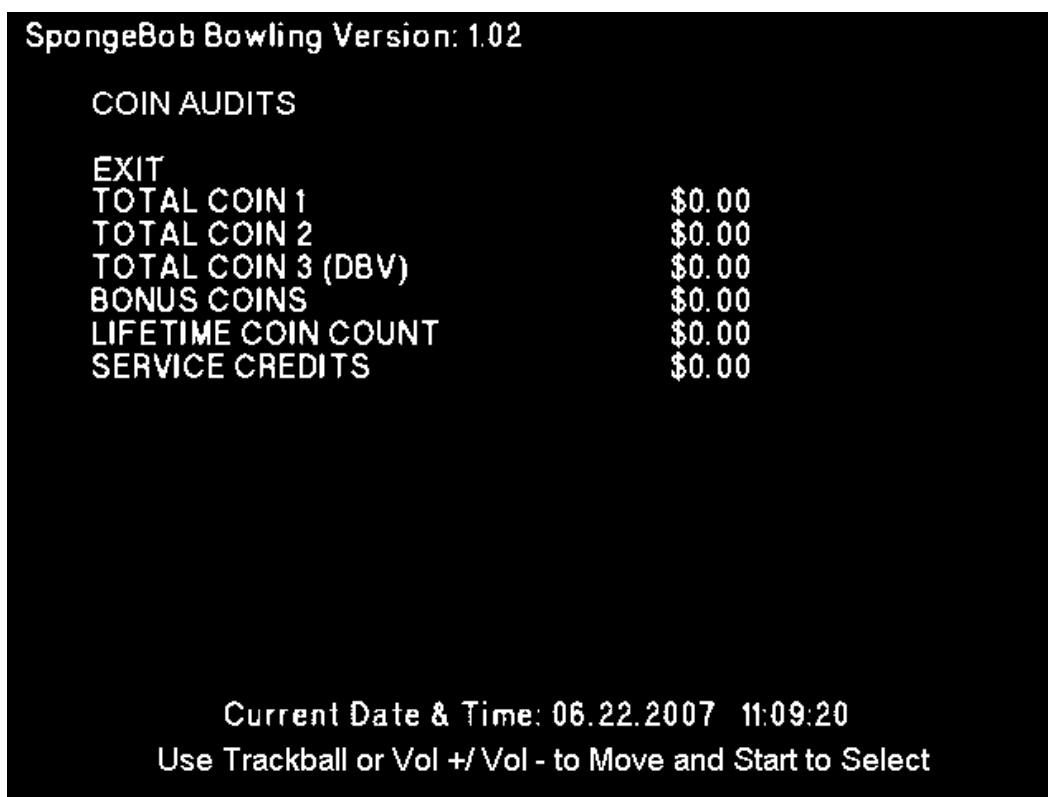 SpongeBob Bowling Version: 1.02
COIN AUDITS
EXIT
TOTAL COIN 1 $0.00
TOTAL COIN 2 $0.00
TOTAL COIN 3 (DBV) $0.00
BONUS COINS $0.00
LIFETIME COIN COUNT $0.00
SERVICE CREDITS $0.00
Current Date & Time: 06.22.2007 11:09:20
Use Trackball or Vol +/ Vol - to Move and Start to Select